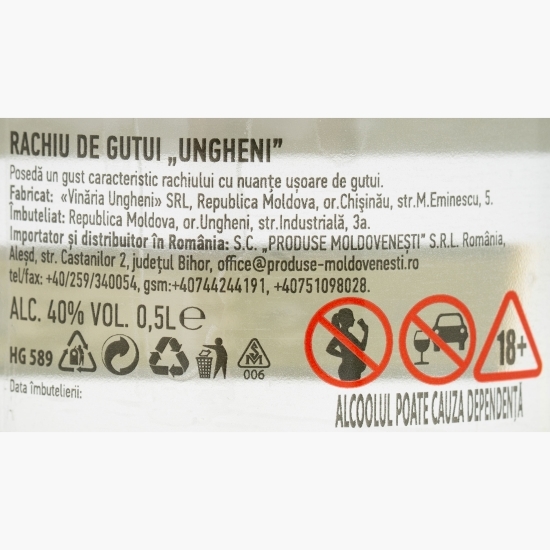 RACHIU DE GUTUI „UNGHENI”
Posedă un gust caracteristic rachiului cu nuanțe ușoare de gutui.
Fabricat: «Vinăria Ungheni» SRL, Republica Moldova, or.Chișinău, str.M.Eminescu, 5.
Îmbuteliat: Republica Moldova, or.Ungheni, str.Industrială, 3a.
Importator și distribuitor în România: S.C. „PRODUSE MOLDOVENEȘTI” S.R.L. România,
Aleșd, str. Castanilor 2, județul Bihor, office@produse-moldovenesti.ro
tel/fax: +40/259/340054, gsm:+40744244191, +40751098028.
ALC. 40% VOL. 0,5L ℮
18+
HG 589
006
Data îmbutelierii:
ALCOOLUL POATE CAUZA DEPENDENȚĂ